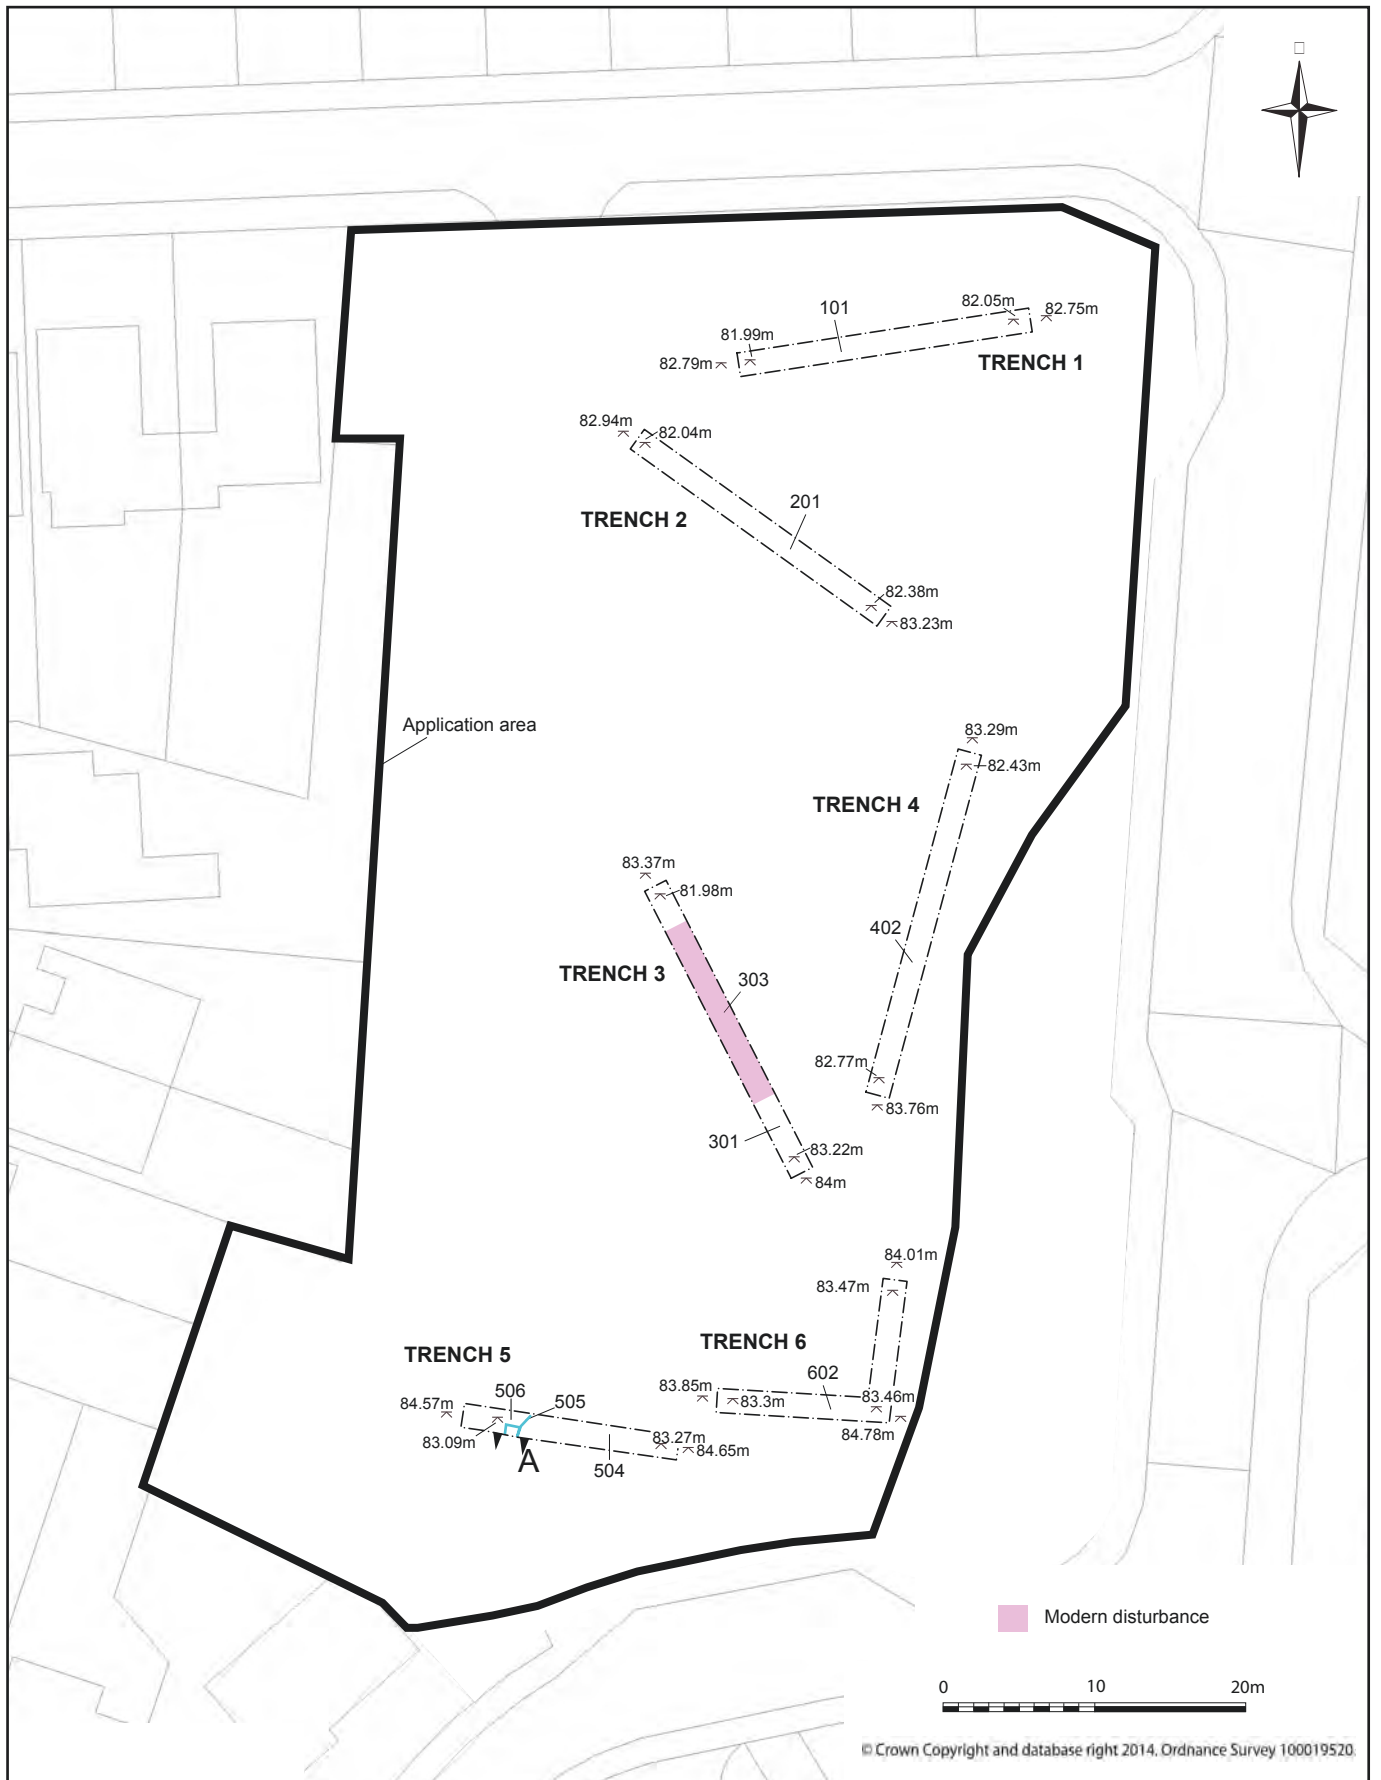 82.05m
82.75m
101
81.99m
82.79m
TRENCH 1
82.94m
82.04m
201
TRENCH 2
82.38m
83.23m
Application area
83.29m
82.43m
TRENCH 4
83.37m
81.98m
402
TRENCH 3
303
82.77m
83.76m
301
83.22m
84m
84.01m
83.47m
TRENCH 6
TRENCH 5
602
83.85m
83.3m
83.46m
506
505
84.57m
84.78m
83.09m
83.27m
84.65m
A
504
Modern disturbance
0 10 20m
© Crown Copyright and database right 2014. Ordnance Survey 100019520.